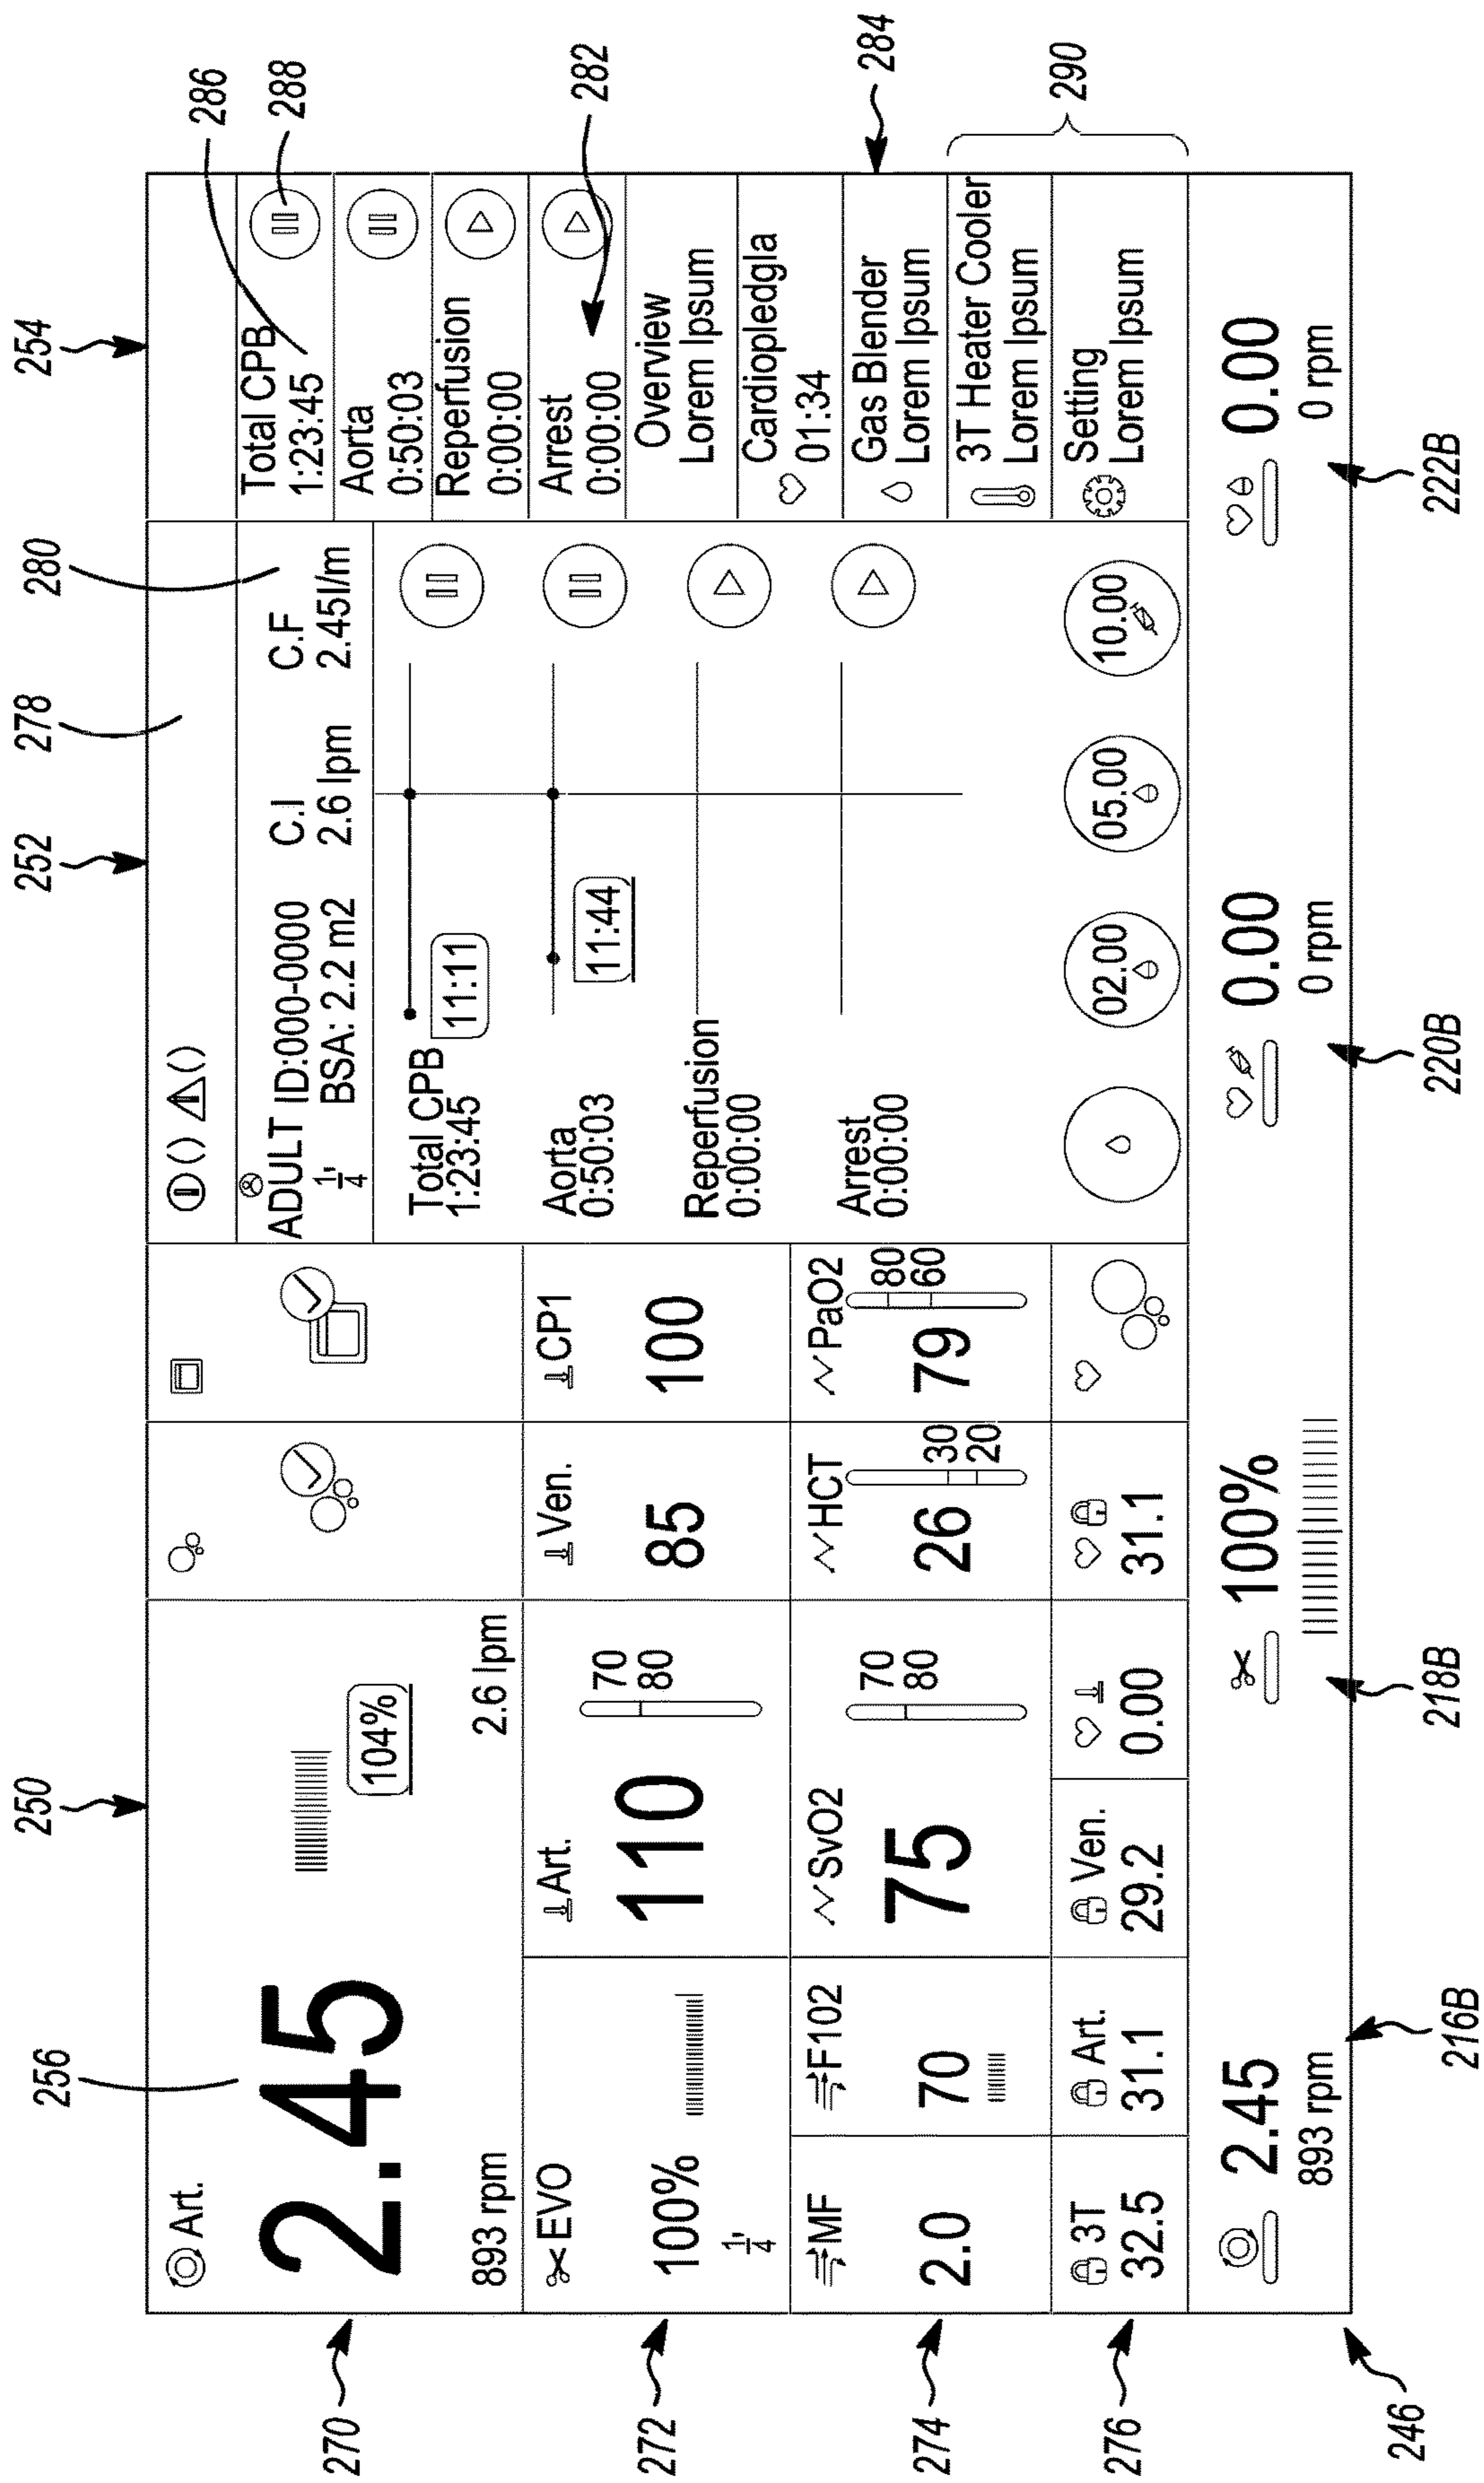 250
252
254
256
278
280
286
288
282
284
290
Art.
2.45
893 rpm
104%
2.6 lpm
270
EVO
100%
1/4'
Art.
110
70
80
Ven.
85
CP1
100
272
MF
2.0
F102
70
SvO2
75
70
80
HCT
26
30
20
PaO2
79
80
60
274
3T
32.5
Art.
31.1
Ven.
29.2
0.00
31.1
276
() ()
ADULT ID:000-0000
1/4' BSA: 2.2 m2
C.I
2.6 lpm
C.F
2.45l/m
Total CPB
1:23:45
11:11
Aorta
0:50:03
11:44
Reperfusion
0:00:00
Arrest
0:00:00
02.00
05.00
10.00
Total CPB
1:23:45
Aorta
0:50:03
Reperfusion
0:00:00
Arrest
0:00:00
Overview
Lorem Ipsum
Cardiopledgla
01:34
Gas Blender
Lorem Ipsum
3T Heater Cooler
Lorem Ipsum
Setting
Lorem Ipsum
2.45
893 rpm
100%
0.00
0 rpm
0.00
0 rpm
246
216B
218B
220B
222B